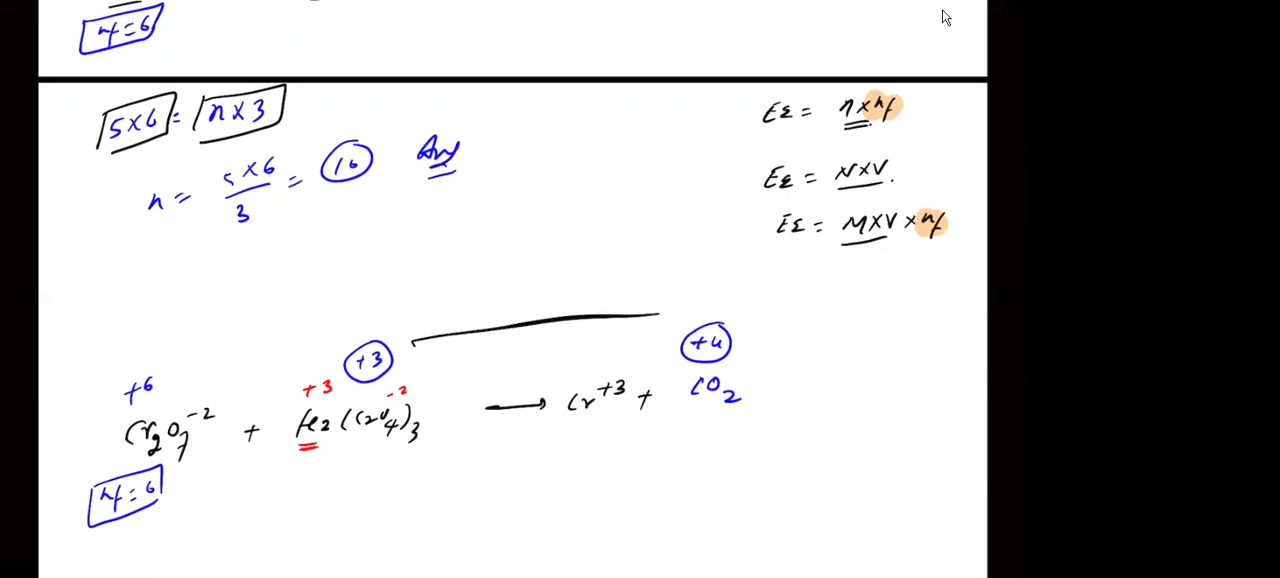 nf = 6
5×6 = n×3
n = 5×6/3 = 10 Ans
Eq = n×nf
Eq = N×V.
Eq = M×V×nf
+3 +4
+6 +3 -2
Cr2O7^-2 + Fe2(C2O4)3 → Cr^+3 + CO2
nf = 6